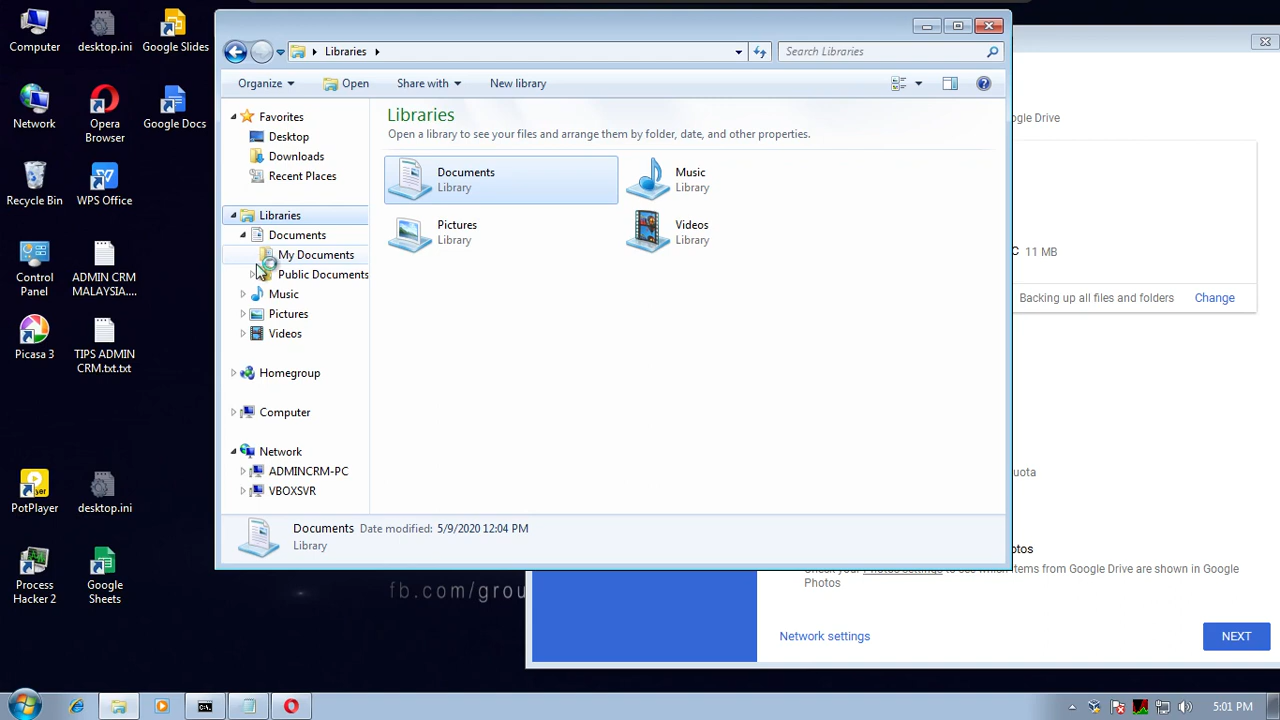 Computer
desktop.ini
Google Slides
Network
Opera
Browser
Google Docs
Recycle Bin
WPS Office
Control
Panel
ADMIN CRM
MALAYSIA....
Picasa 3
TIPS ADMIN
CRM.txt.txt
PotPlayer
desktop.ini
Process
Hacker 2
Google
Sheets
Libraries
Search Libraries
Organize
Open
Share with
New library
Favorites
Desktop
Downloads
Recent Places
Libraries
Documents
My Documents
Public Documents
Music
Pictures
Videos
Homegroup
Computer
Network
ADMINCRM-PC
VBOXSVR
Libraries
Open a library to see your files and arrange them by folder, date, and other properties.
Documents
Library
Music
Library
Pictures
Library
Videos
Library
Documents Date modified: 5/9/2020 12:04 PM
Library
gle Drive
C 11 MB
Backing up all files and folders Change
uota
otos
to see which items from Google Drive are shown in Google
Photos
Network settings
NEXT
fb.com/grou
5:01 PM